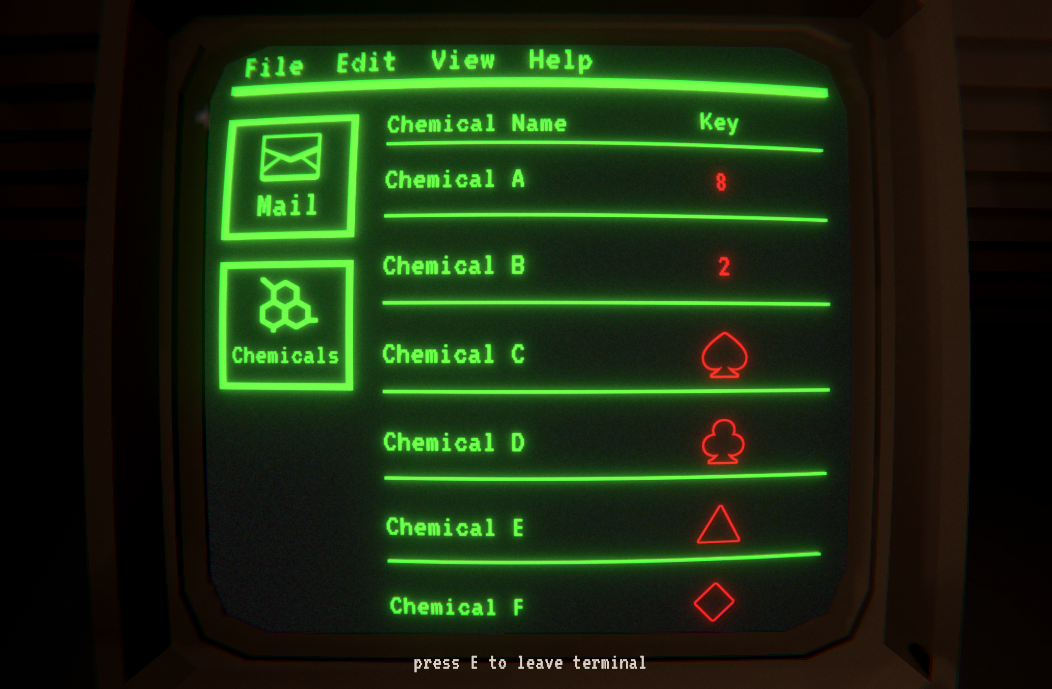 File Edit View Help
Mail
Chemicals
Chemical Name Key
Chemical A 8
Chemical B 2
Chemical C
Chemical D
Chemical E
Chemical F
press E to leave terminal